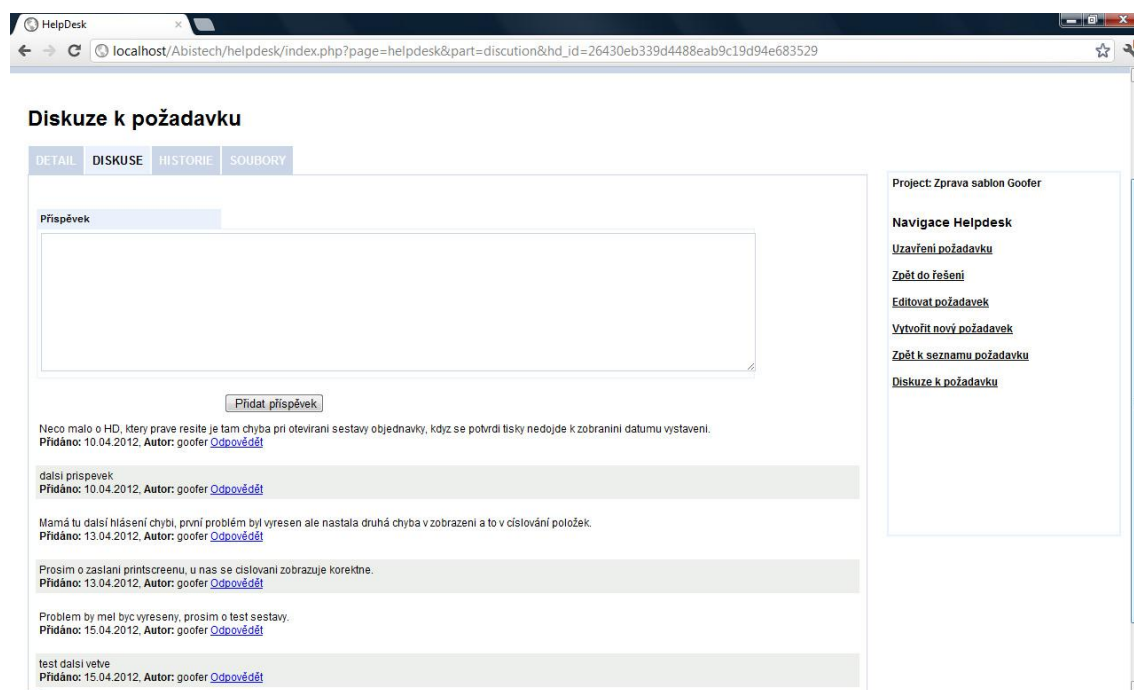 HelpDesk
localhost/Abistech/helpdesk/index.php?page=helpdesk&part=discution&hd_id=26430eb339d4488eab9c19d94e683529
Diskuze k požadavku
DETAIL DISKUSE HISTORIE SOUBORY
Příspěvek
Přidat příspěvek
Neco malo o HD, ktery prave resite je tam chyba pri otevirani sestavy objednavky, kdyz se potvrdi tisky nedojde k zobranini datumu vystaveni.
Přidáno: 10.04.2012, Autor: goofer Odpovědět
dalsi prispevek
Přidáno: 10.04.2012, Autor: goofer Odpovědět
Mamá tu dalsí hlásení chybi, první problém byl vyresen ale nastala druhá chyba v zobrazeni a to v císlování položek.
Přidáno: 13.04.2012, Autor: goofer Odpovědět
Prosim o zaslani printscreenu, u nas se cislovani zobrazuje korektne.
Přidáno: 13.04.2012, Autor: goofer Odpovědět
Problem by mel byc vyreseny, prosim o test sestavy.
Přidáno: 15.04.2012, Autor: goofer Odpovědět
test dalsi vetve
Přidáno: 15.04.2012, Autor: goofer Odpovědět
Project: Zprava sablon Goofer
Navigace Helpdesk
Uzavření požadavku
Zpět do řešení
Editovat požadavek
Vytvořit nový požadavek
Zpět k seznamu požadavku
Diskuze k požadavku